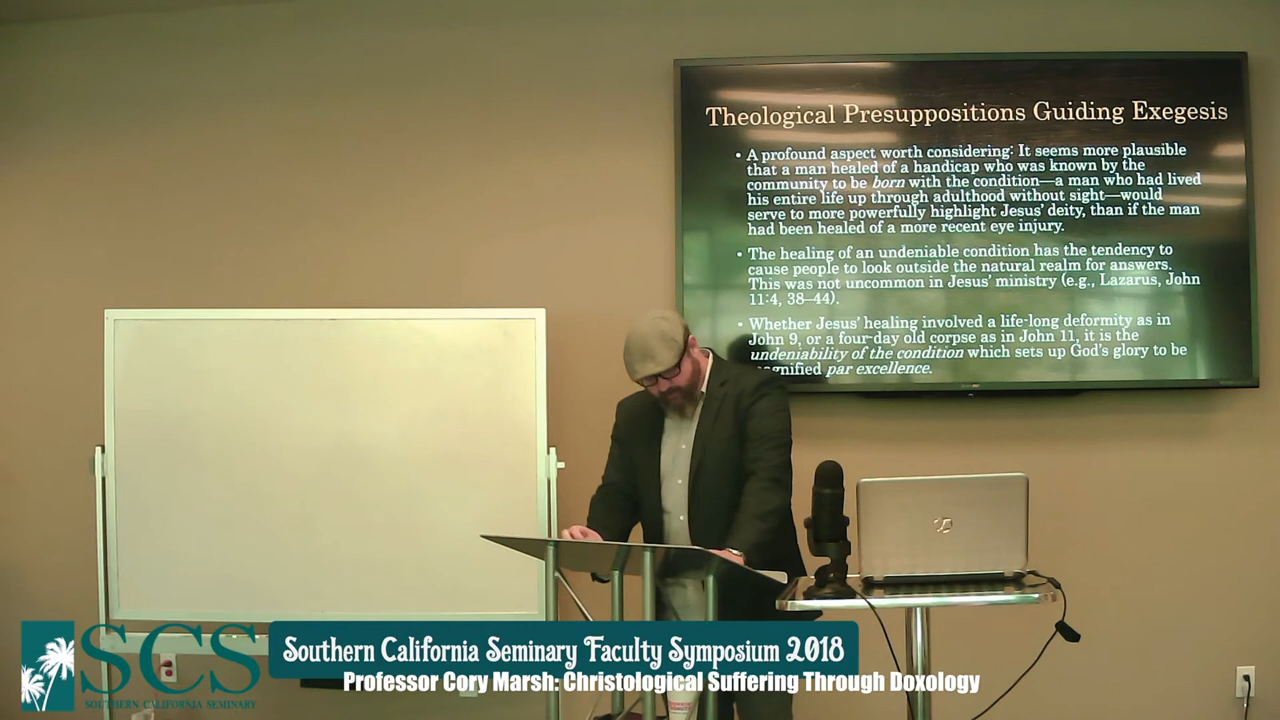 Theological Presuppositions Guiding Exegesis
• A profound aspect worth considering: It seems more plausible
that a man healed of a handicap who was known by the
community to be born with the condition—a man who had lived
his entire life up through adulthood without sight—would
serve to more powerfully highlight Jesus' deity, than if the man
had been healed of a more recent eye injury.
• The healing of an undeniable condition has the tendency to
cause people to look outside the natural realm for answers.
This was not uncommon in Jesus' ministry (e.g., Lazarus, John
11:4, 38–44).
• Whether Jesus' healing involved a life-long deformity as in
John 9, or a four-day old corpse as in John 11, it is the
undeniability of the condition which sets up God's glory to be
magnified par excellence.
hp
SCS
SOUTHERN CALIFORNIA SEMINARY
Southern California Seminary Faculty Symposium 2018
Professor Cory Marsh: Christological Suffering Through Doxology